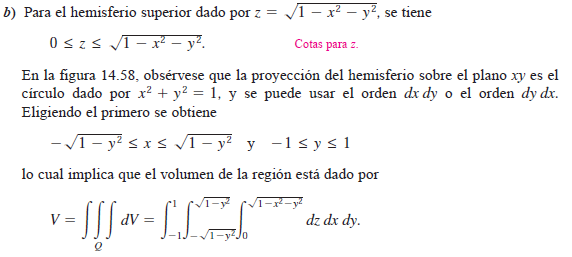 b) Para el hemisferio superior dado por z = √(1 − x² − y²), se tiene
0 ≤ z ≤ √(1 − x² − y²). Cotas para z.
En la figura 14.58, obsérvese que la proyección del hemisferio sobre el plano xy es el
círculo dado por x² + y² = 1, y se puede usar el orden dx dy o el orden dy dx.
Eligiendo el primero se obtiene
−√(1 − y²) ≤ x ≤ √(1 − y²) y −1 ≤ y ≤ 1
lo cual implica que el volumen de la región está dado por
V = ∭_Q dV = ∫_{−1}^{1} ∫_{−√(1−y²)}^{√(1−y²)} ∫_0^{√(1−x²−y²)} dz dx dy.